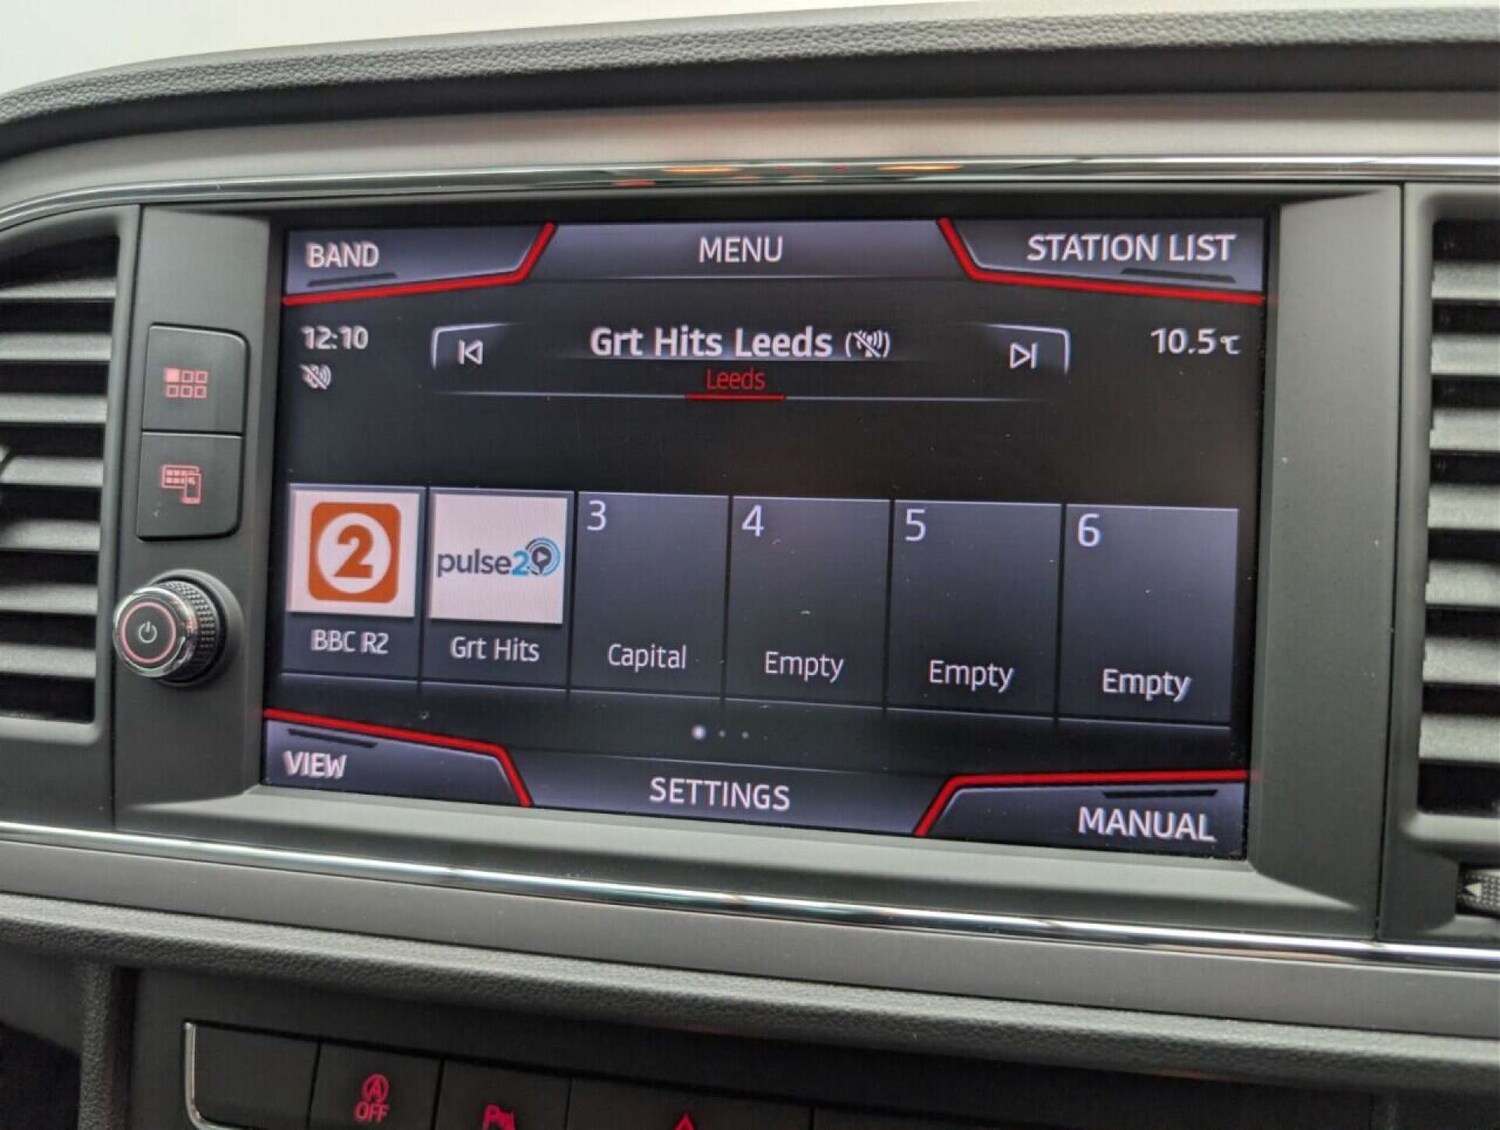 BAND
MENU
STATION LIST
12:10
Grt Hits Leeds
10.5℃
Leeds
2
pulse2
3
4
5
6
BBC R2
Grt Hits
Capital
Empty
Empty
Empty
VIEW
SETTINGS
MANUAL
A
OFF